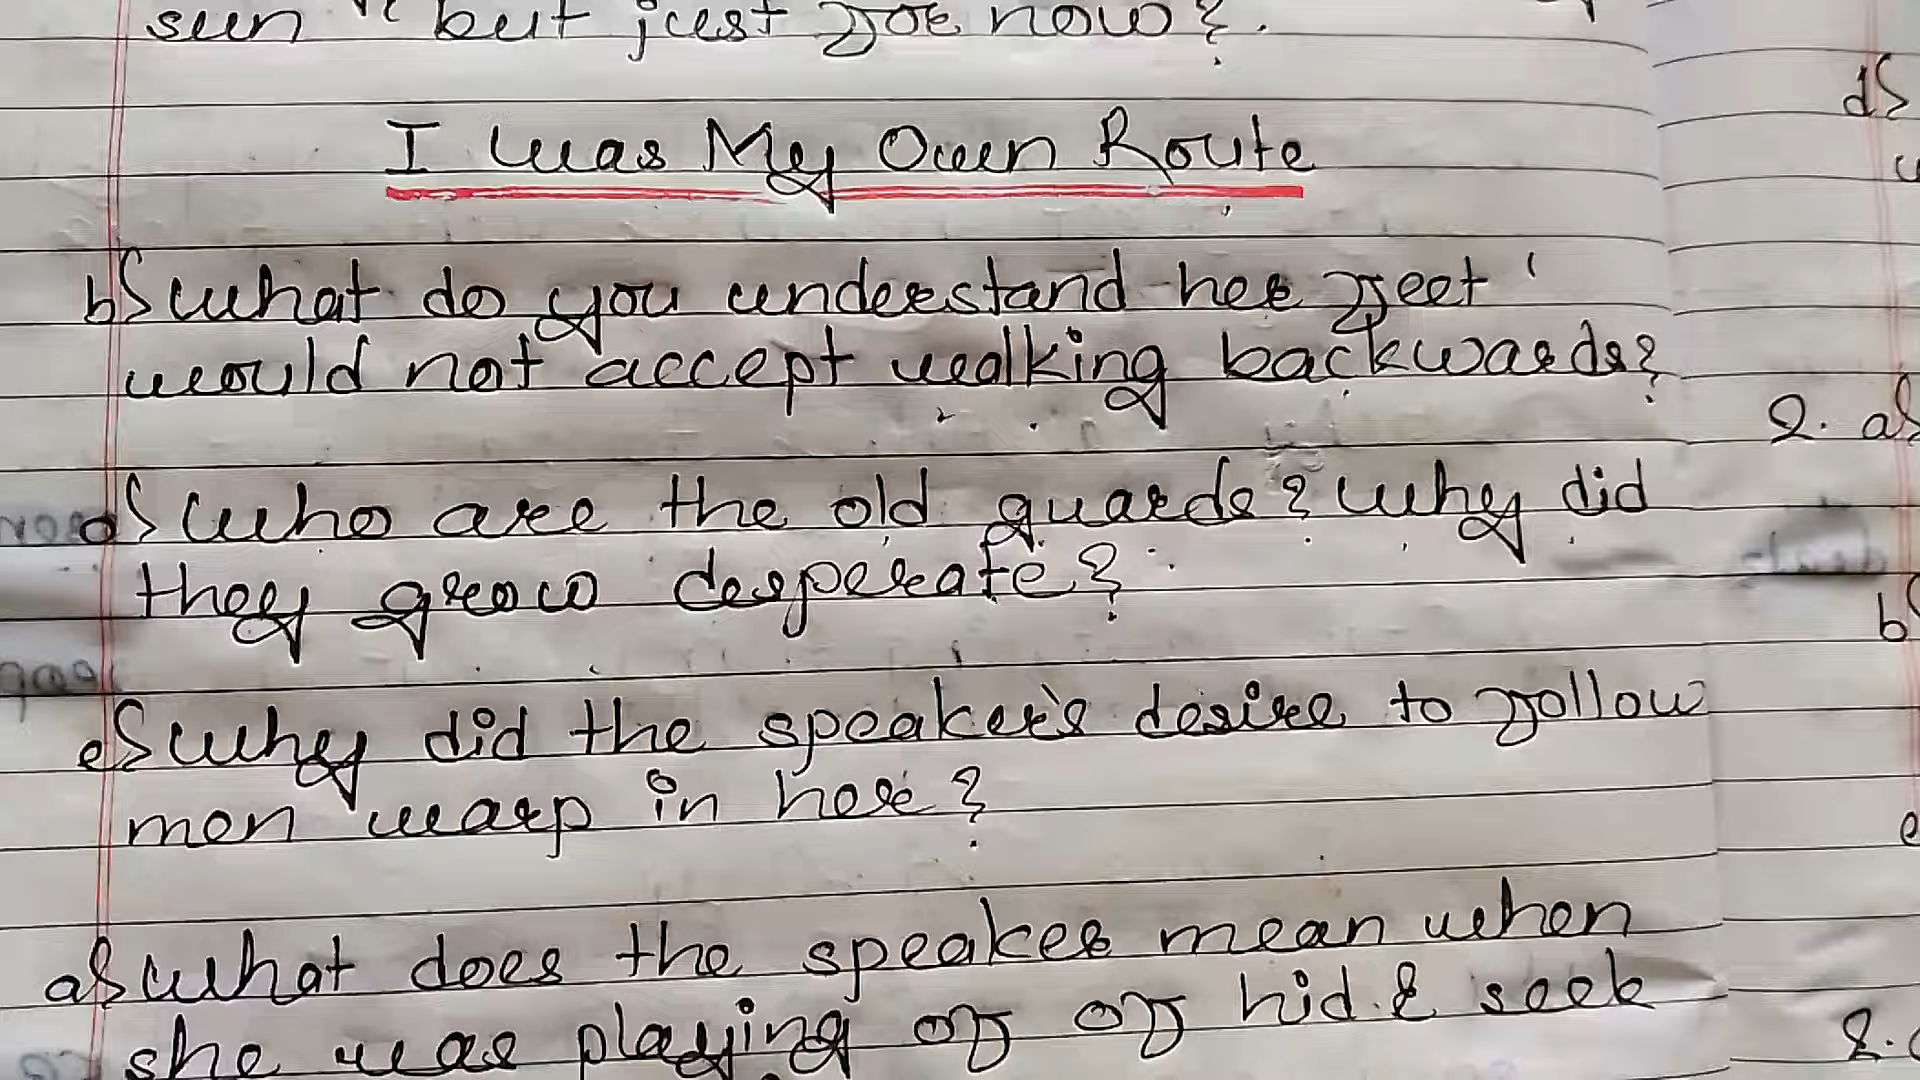 seen " but just for now?.
I was My Own Route
b) what do you understand her feet '
would not accept walking backwards?
c) Who are the old guards? Why did
they grow desperate?
e) Why did the speaker's desire to follow
men warp in her?
a) what does the speaker mean when
she was playing of of hid & seek
d)
2. a)
b)
e
2.